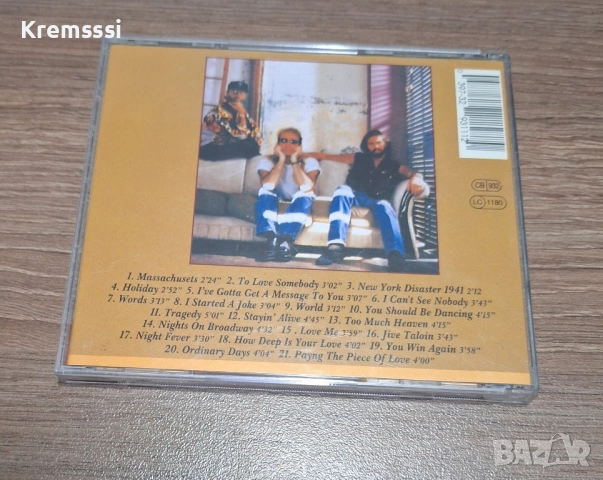 Kremsssi
1. Massachusets 2'24" 2. To Love Somebody 3'02" 3. New York Disaster 1941 2'12
4. Holiday 2'52" 5. I've Gotta Get A Message To You 3'07" 6. I Can't See Nobody 3'43"
7. Words 3'13" 8. I Started A Joke 3'04" 9. World 3'12" 10. You Should Be Dancing 4'15"
11. Tragedy 5'01" 12. Stayin' Alive 4'45" 13. Too Much Heaven 4'15"
14. Nights On Broadway 4'32" 15. Love Me 3'59" 16. Jive Taloin 3'43"
17. Night Fever 3'30" 18. How Deep Is Your Love 4'02" 19. You Win Again 3'58"
20. Ordinary Days 4'04" 21. Payng The Piece Of Love 4'00"
LC 1180
BAZAR